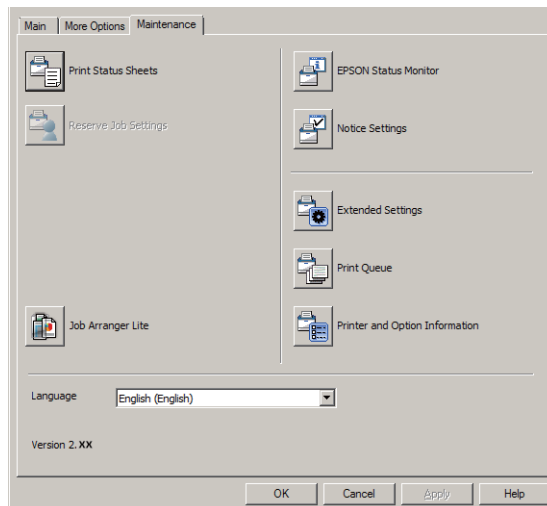 Main More Options Maintenance
Print Status Sheets
EPSON Status Monitor
Reserve Job Settings
Notice Settings
Extended Settings
Print Queue
Job Arranger Lite
Printer and Option Information
Language English (English)
Version 2.XX
OK Cancel Apply Help